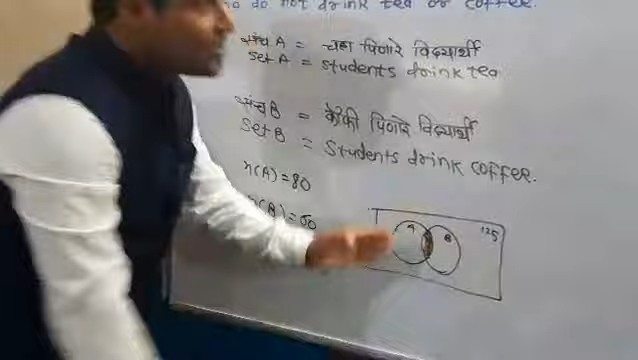 do not drink tea or coffee.
संच A = चहा पिणारे विद्यार्थी
Set A = Students drink tea
संच B = कॉफी पिणारे विद्यार्थी
Set B = Students drink coffee.
n(A)=80
n(B)=60
A B 125